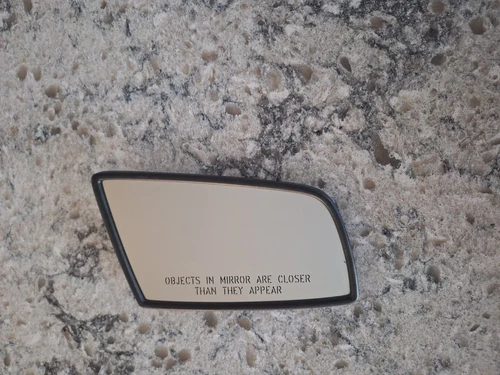 OBJECTS IN MIRROR ARE CLOSER
THAN THEY APPEAR